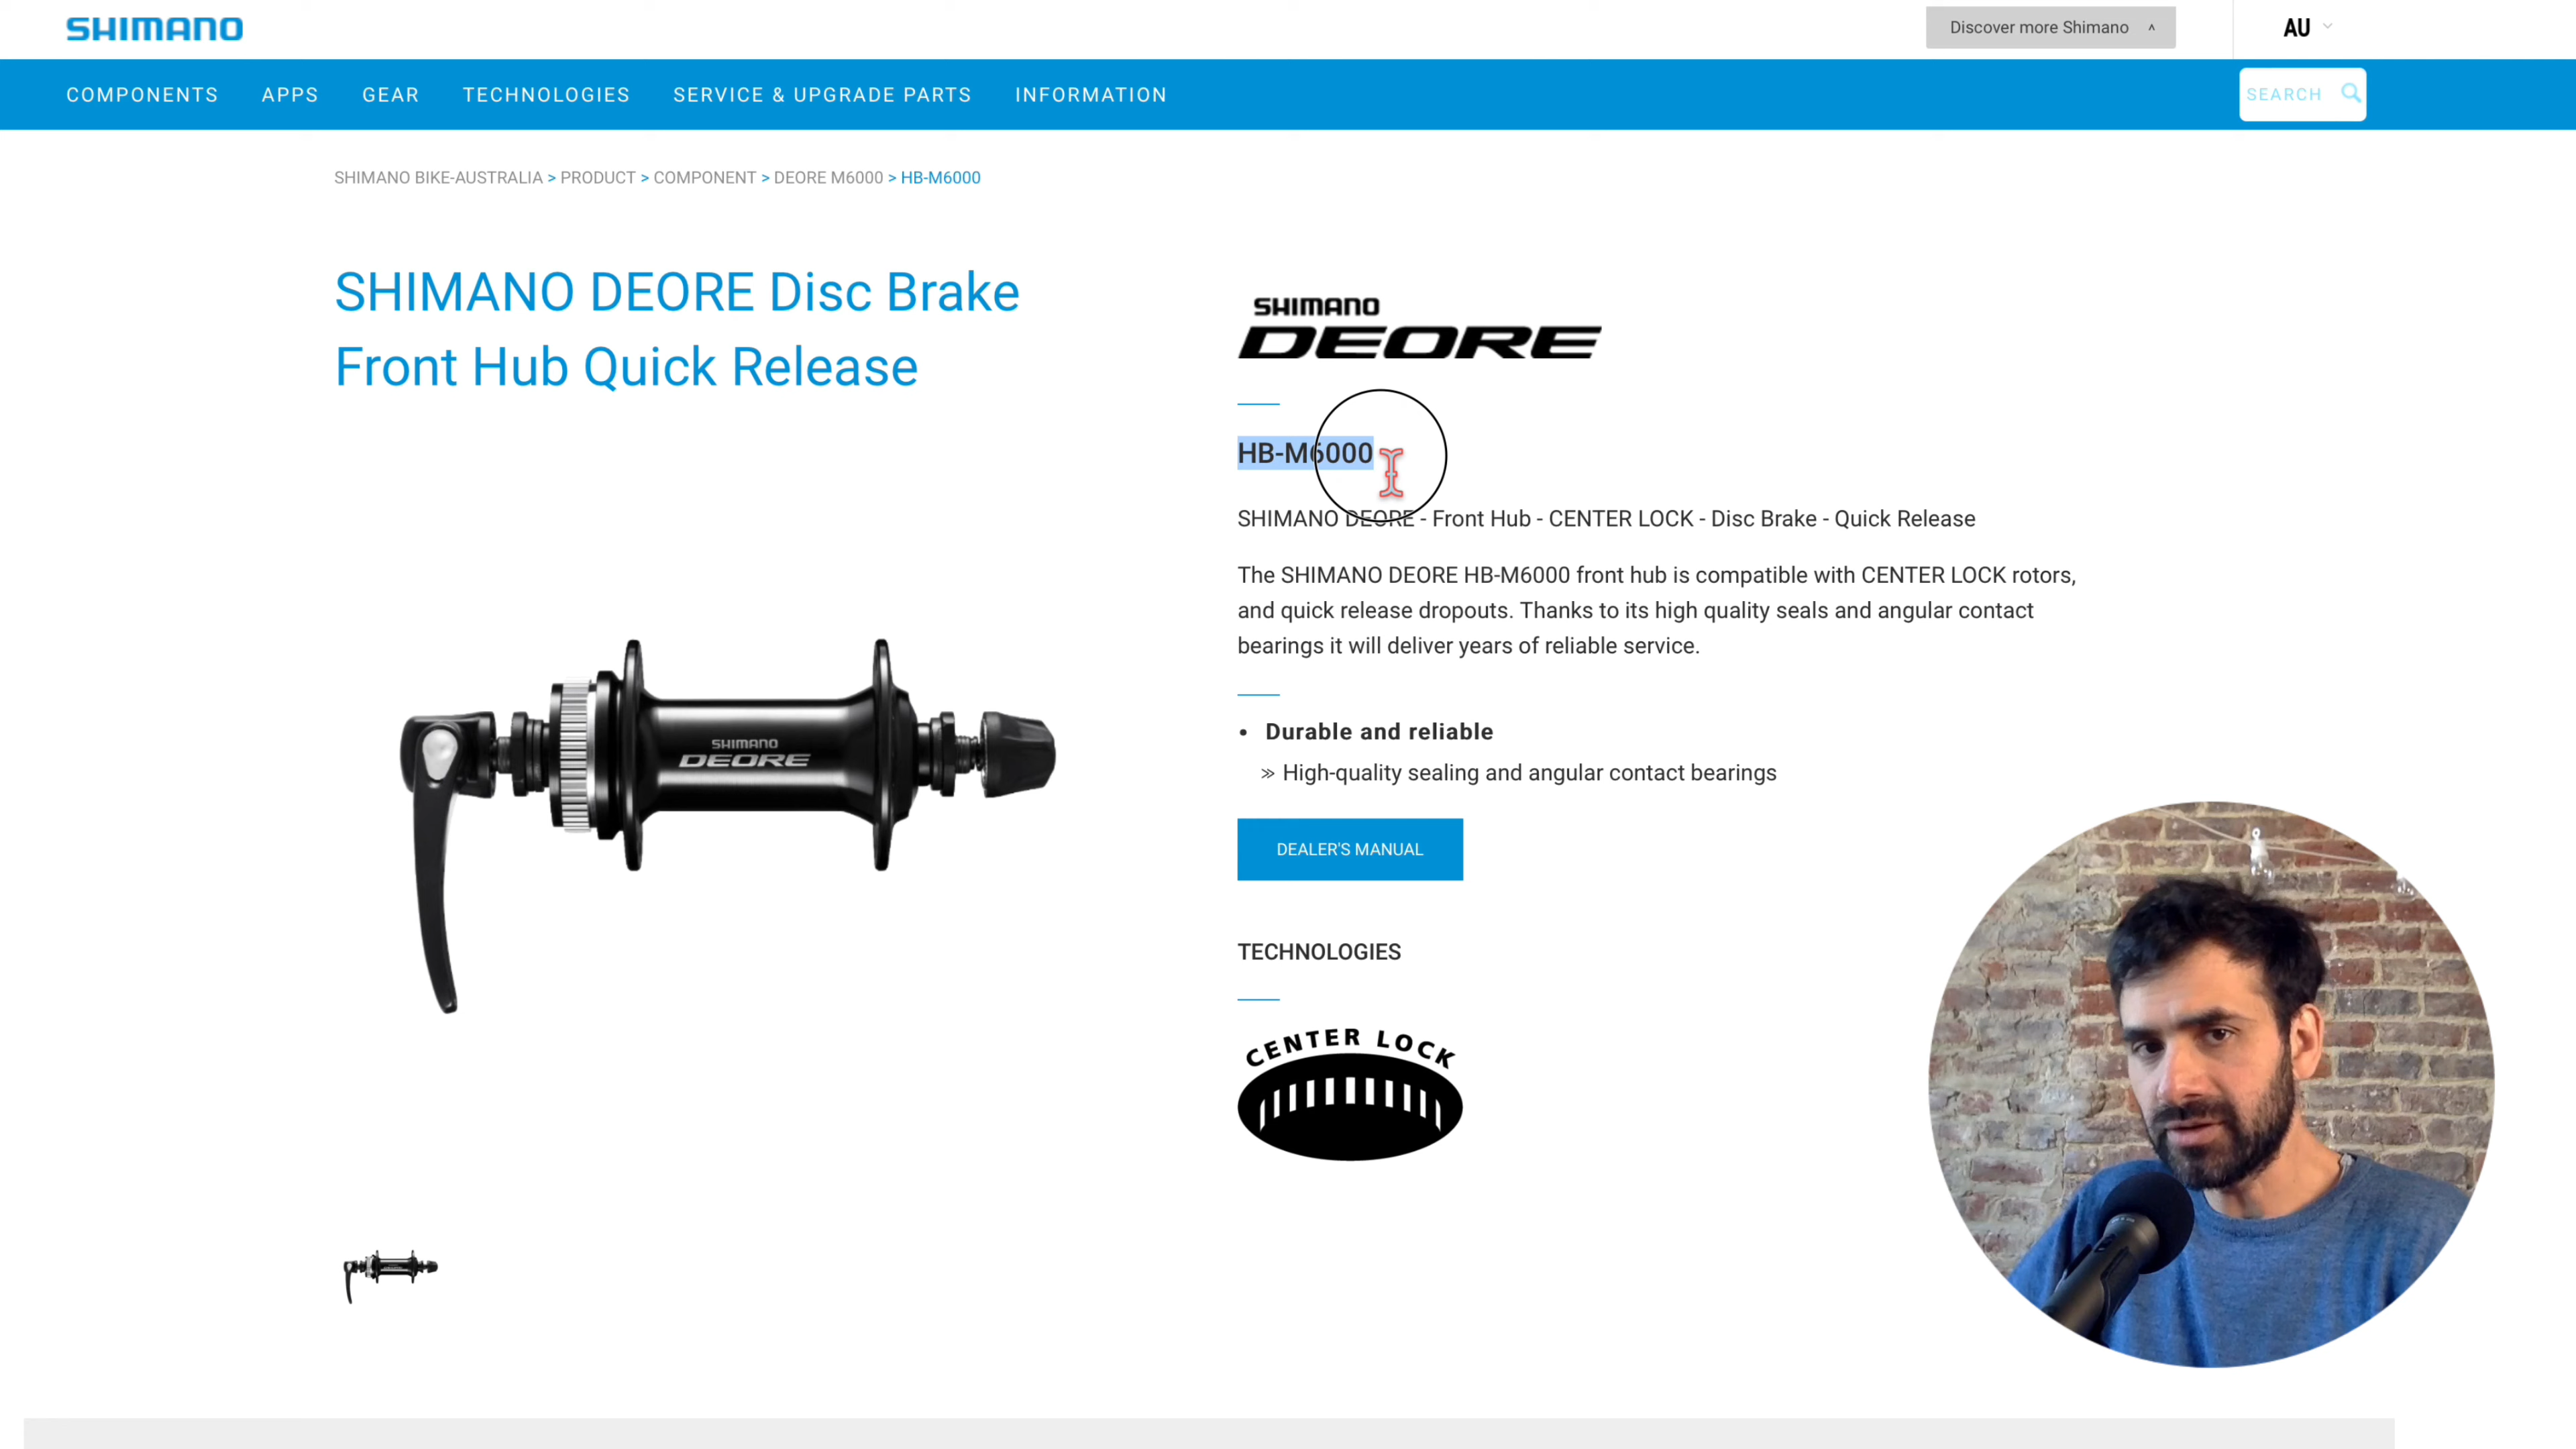 SHIMANO
Discover more Shimano ^
AU
COMPONENTS APPS GEAR TECHNOLOGIES SERVICE & UPGRADE PARTS INFORMATION
SEARCH
SHIMANO BIKE-AUSTRALIA > PRODUCT > COMPONENT > DEORE M6000 > HB-M6000
SHIMANO DEORE Disc Brake
Front Hub Quick Release
SHIMANO
DEORE
HB-M6000
SHIMANO DEORE - Front Hub - CENTER LOCK - Disc Brake - Quick Release
The SHIMANO DEORE HB-M6000 front hub is compatible with CENTER LOCK rotors,
and quick release dropouts. Thanks to its high quality seals and angular contact
bearings it will deliver years of reliable service.
• Durable and reliable
» High-quality sealing and angular contact bearings
DEALER'S MANUAL
TECHNOLOGIES
CENTER LOCK
SHIMANO
DEORE